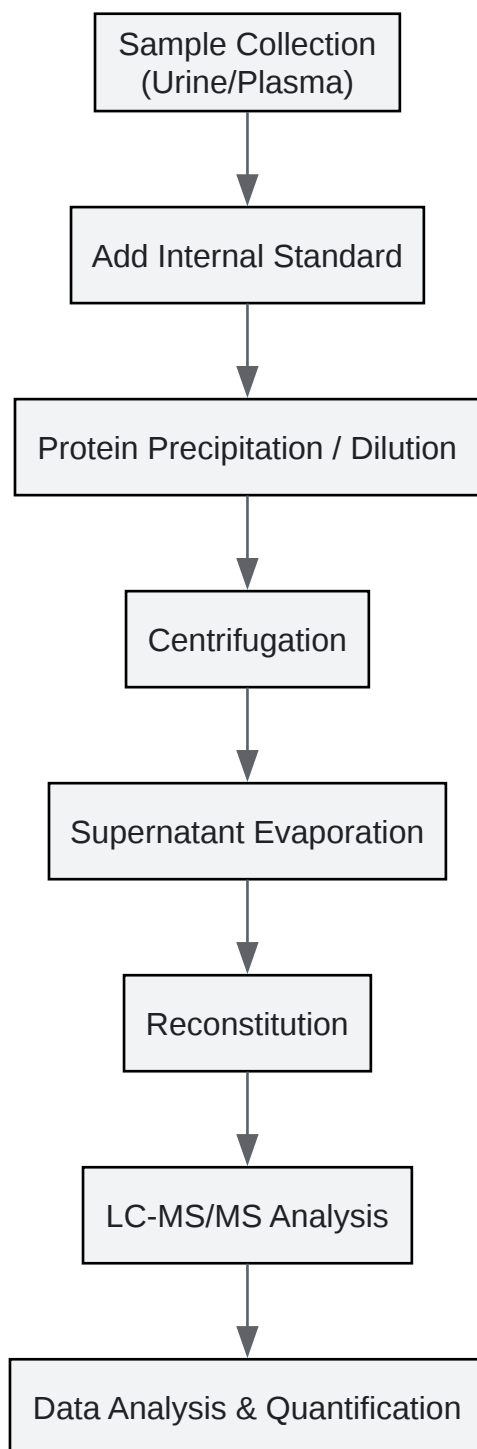 Sample Collection
(Urine/Plasma)
Add Internal Standard
Protein Precipitation / Dilution
Centrifugation
Supernatant Evaporation
Reconstitution
LC-MS/MS Analysis
Data Analysis & Quantification